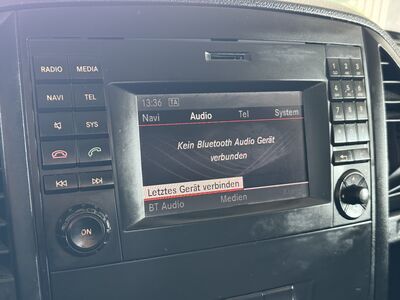 RADIO MEDIA
NAVI TEL
SYS
ON
13:36 TA
Navi Audio Tel System
Kein Bluetooth Audio Gerät
verbunden
Letztes Gerät verbinden
BT Audio Medien